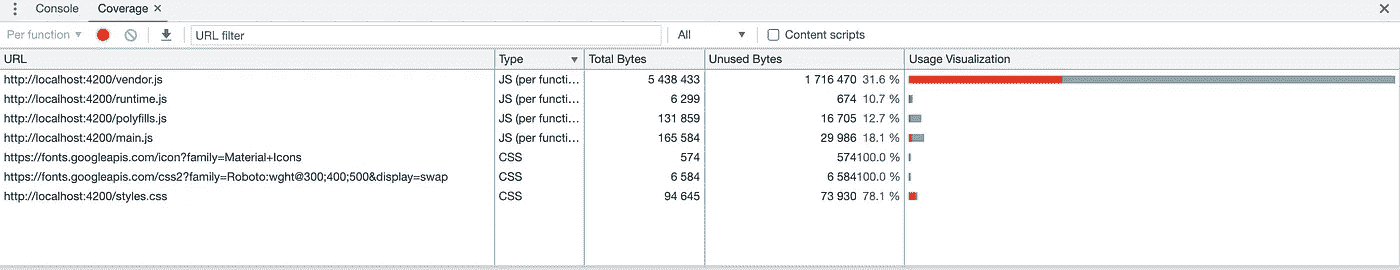 Console Coverage ×
Per function ▼ URL filter All ▼ Content scripts
URL Type ▼ Total Bytes Unused Bytes Usage Visualization
http://localhost:4200/vendor.js JS (per functi… 5 438 433 1 716 470 31.6 %
http://localhost:4200/runtime.js JS (per functi… 6 299 674 10.7 %
http://localhost:4200/polyfills.js JS (per functi… 131 859 16 705 12.7 %
http://localhost:4200/main.js JS (per functi… 165 584 29 986 18.1 %
https://fonts.googleapis.com/icon?family=Material+Icons CSS 574 574 100.0 %
https://fonts.googleapis.com/css2?family=Roboto:wght@300;400;500&display=swap CSS 6 584 6 584 100.0 %
http://localhost:4200/styles.css CSS 94 645 73 930 78.1 %